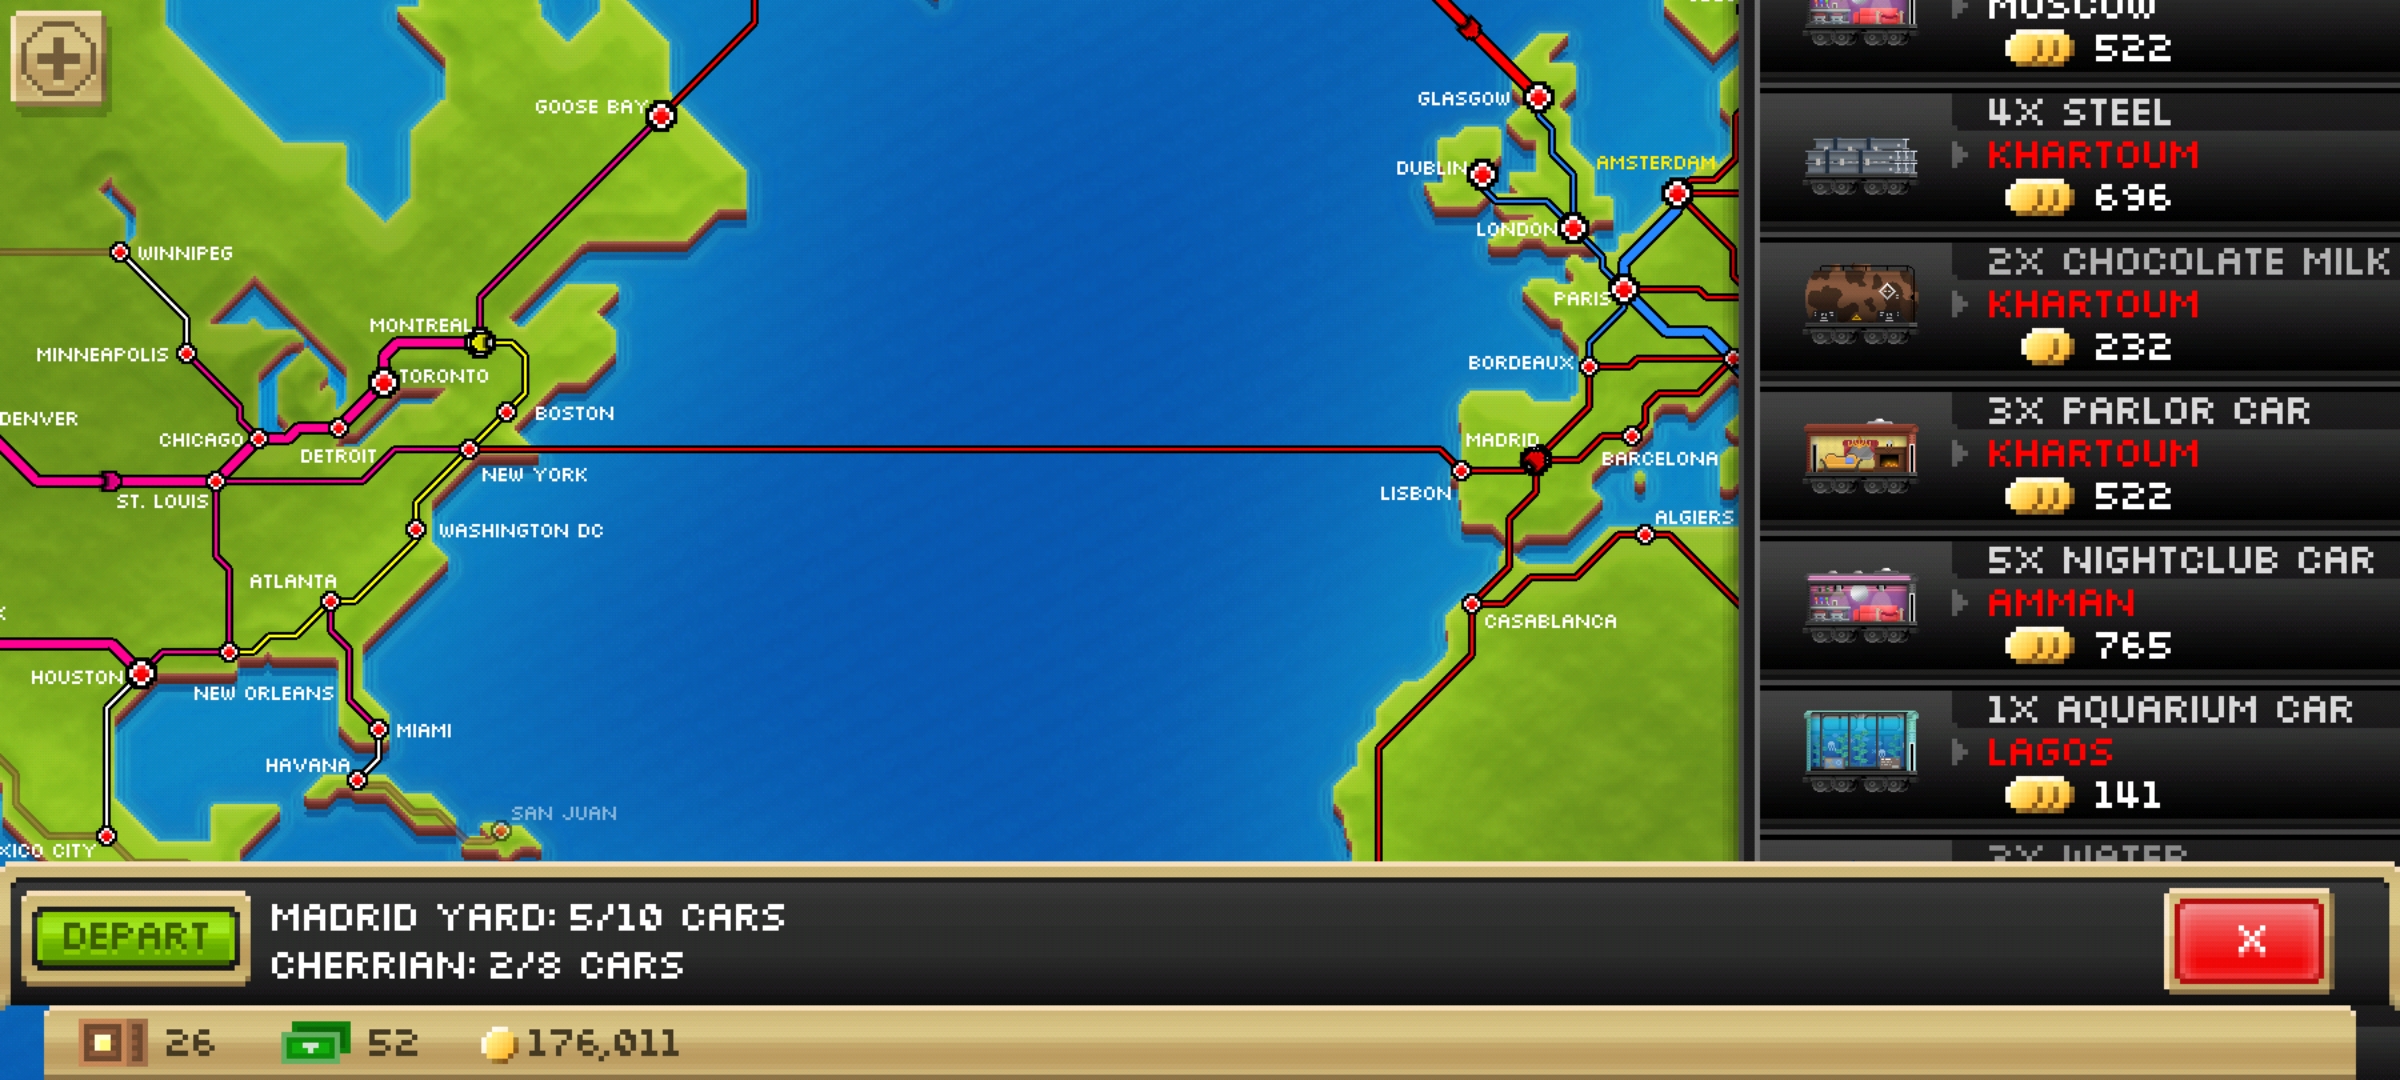 GOOSE BAY
WINNIPEG
MONTREAL
MINNEAPOLIS
TORONTO
DENVER
BOSTON
CHICAGO
DETROIT
NEW YORK
ST. LOUIS
WASHINGTON DC
ATLANTA
HOUSTON
NEW ORLEANS
MIAMI
HAVANA
SAN JUAN
XICO CITY
GLASGOW
DUBLIN
AMSTERDAM
LONDON
PARIS
BORDEAUX
MADRID
BARCELONA
LISBON
ALGIERS
CASABLANCA
MOSCOW
522
4X STEEL
KHARTOUM
696
2X CHOCOLATE MILK
KHARTOUM
232
3X PARLOR CAR
KHARTOUM
522
5X NIGHTCLUB CAR
AMMAN
765
1X AQUARIUM CAR
LAGOS
141
DEPART
MADRID YARD: 5/10 CARS
CHERRIAN: 2/8 CARS
X
26
52
176,011